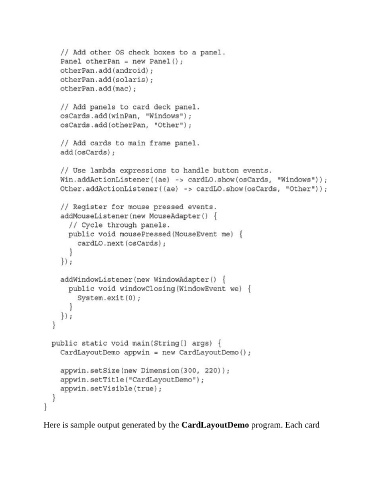 // Add other OS check boxes to a panel.
Panel otherPan = new Panel();
otherPan.add(android);
otherPan.add(solaris);
otherPan.add(mac);
// Add panels to card deck panel.
osCards.add(winPan, "Windows");
osCards.add(otherPan, "Other");
// Add cards to main frame panel.
add(osCards);
// Use lambda expressions to handle button events.
Win.addActionListener((ae) -> cardLO.show(osCards, "Windows"));
Other.addActionListener((ae) -> cardLO.show(osCards, "Other"));
// Register for mouse pressed events.
addMouseListener(new MouseAdapter() {
// Cycle through panels.
public void mousePressed(MouseEvent me) {
cardLO.next(osCards);
}
});
addWindowListener(new WindowAdapter() {
public void windowClosing(WindowEvent we) {
System.exit(0);
}
});
}
public static void main(String[] args) {
CardLayoutDemo appwin = new CardLayoutDemo();
appwin.setSize(new Dimension(300, 220));
appwin.setTitle("CardLayoutDemo");
appwin.setVisible(true);
}
}
Here is sample output generated by the CardLayoutDemo program. Each card